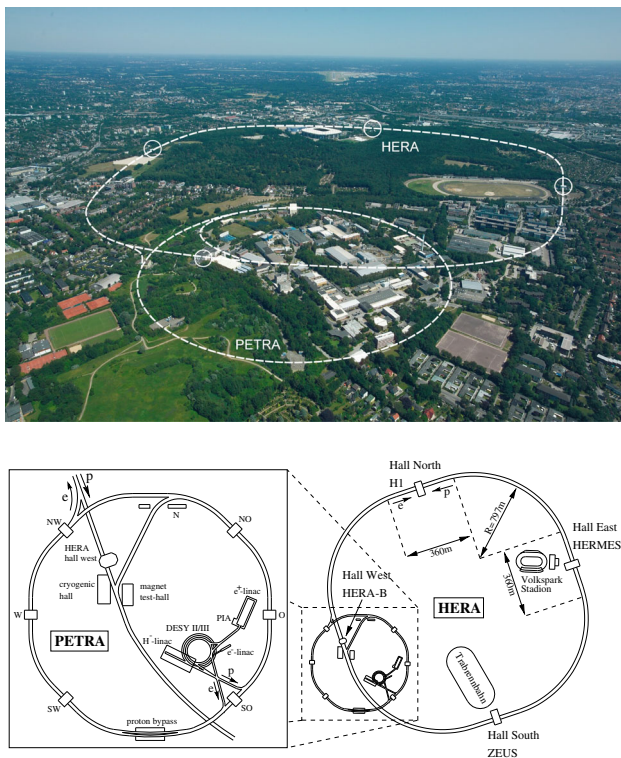 HERA
PETRA
e
p
NW
N
NO
HERA
hall west
cryogenic
hall
magnet
test-hall
e⁺-linac
W
PIA
O
DESY II/III
PETRA
H⁻-linac
e⁻-linac
p
e
SW
SO
proton bypass
Hall North
H1
e
p
R=797m
360m
Hall East
HERMES
Hall West
HERA-B
360m
Volkspark
Stadion
HERA
Trabrennbahn
Hall South
ZEUS